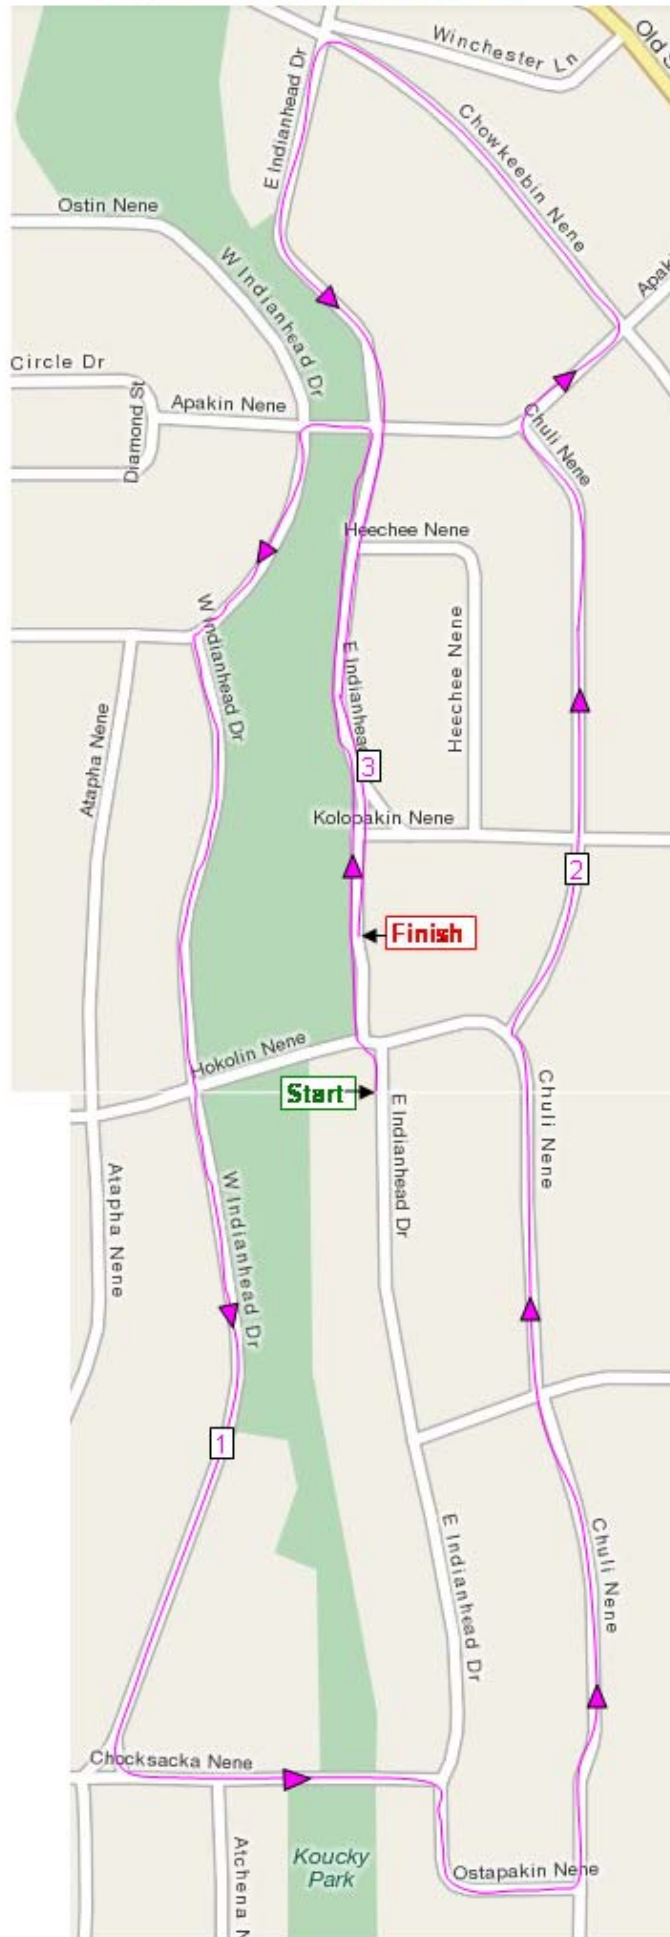 Winchester Ln
Old S
E Indianhead Dr
Chowkeebin Nene
Ostin Nene
W Indianhead Dr
Apak
Circle Dr
Diamond St
Apakin Nene
Chuli Nene
Heechee Nene
W Indianhead Dr
Heechee Nene
E Indianhead
Atapha Nene
3
Kolopakin Nene
2
Finish
Hokolin Nene
Start
Chuli Nene
E Indianhead Dr
Atapha Nene
W Indianhead Dr
1
E Indianhead Dr
Chuli Nene
Chocksacka Nene
Koucky
Park
Ostapakin Nene
Atchena N